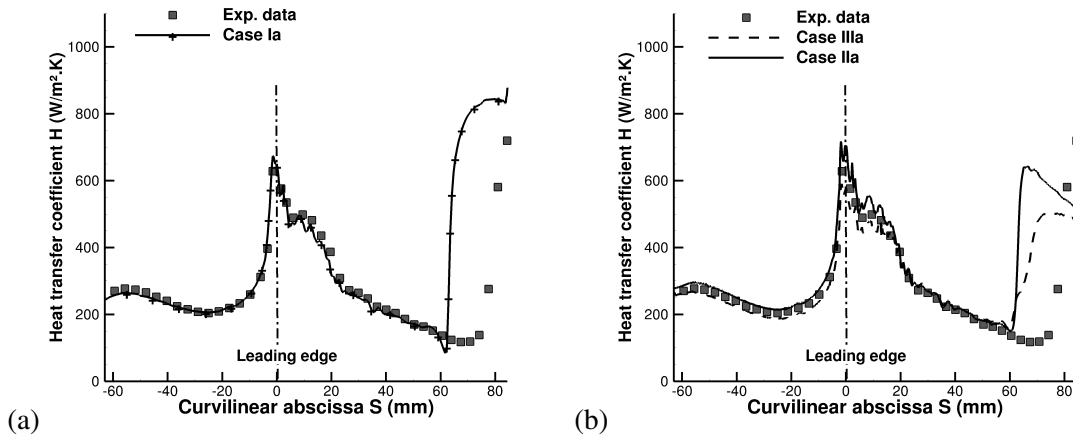 Exp. data
Case Ia
Heat transfer coefficient H (W/m².K)
1000
800
600
400
200
0
Leading edge
-60 -40 -20 0 20 40 60 80
Curvilinear abscissa S (mm)
(a)
Exp. data
Case IIIa
Case IIa
Heat transfer coefficient H (W/m².K)
1000
800
600
400
200
0
Leading edge
-60 -40 -20 0 20 40 60 80
Curvilinear abscissa S (mm)
(b)